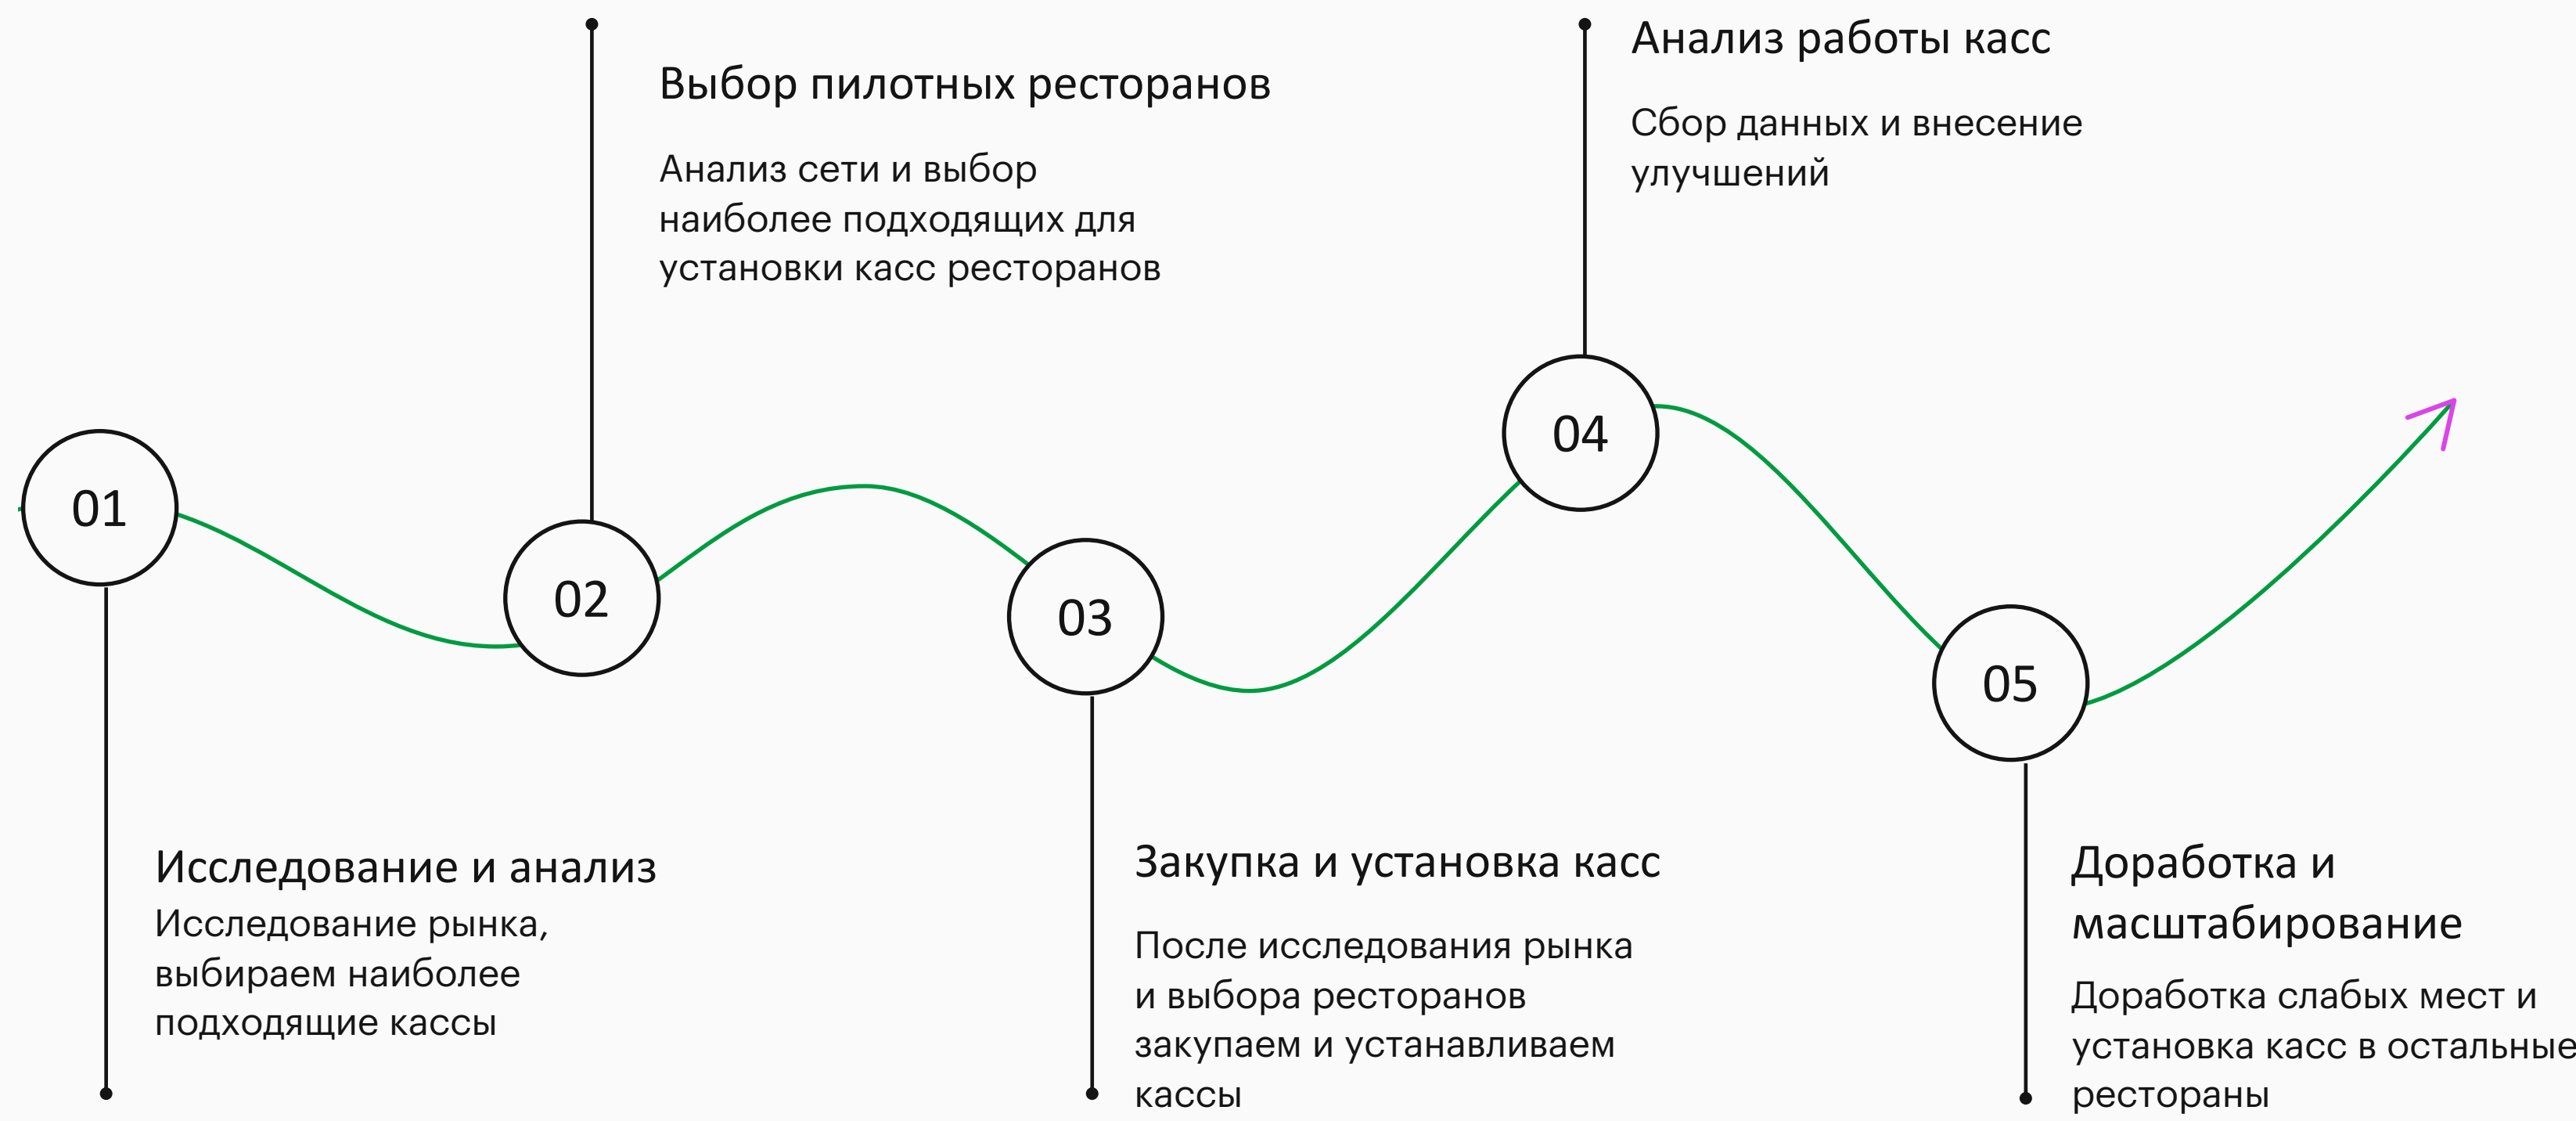 01
Исследование и анализ
Исследование рынка,
выбираем наиболее
подходящие кассы
02
Выбор пилотных ресторанов
Анализ сети и выбор
наиболее подходящих для
установки касс ресторанов
03
Закупка и установка касс
После исследования рынка
и выбора ресторанов
закупаем и устанавливаем
кассы
04
Анализ работы касс
Сбор данных и внесение
улучшений
05
Доработка и
масштабирование
Доработка слабых мест и
установка касс в остальные
рестораны